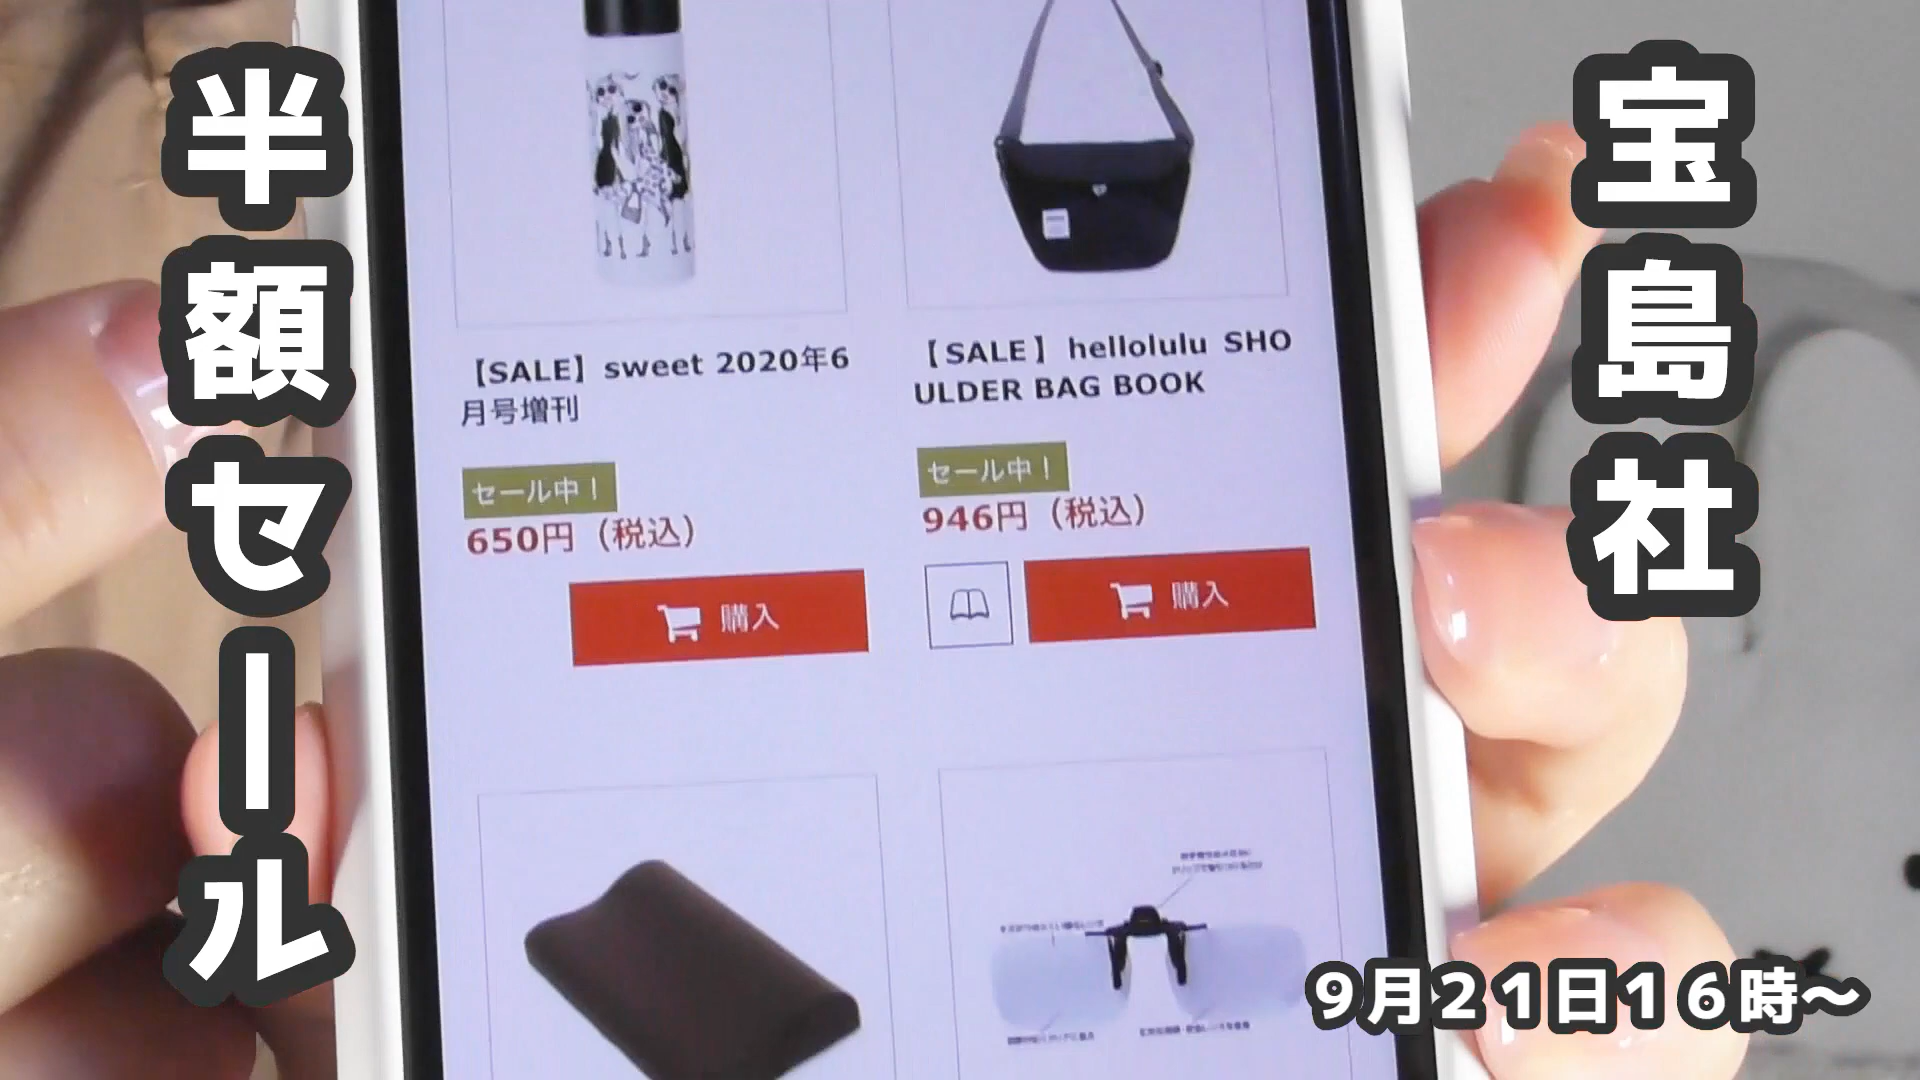 宝島社
半額セール
【SALE】sweet 2020年6
月号増刊
セール中！
650円（税込）
購入
【SALE】hellolulu SHO
ULDER BAG BOOK
セール中！
946円（税込）
購入
9月21日16時〜